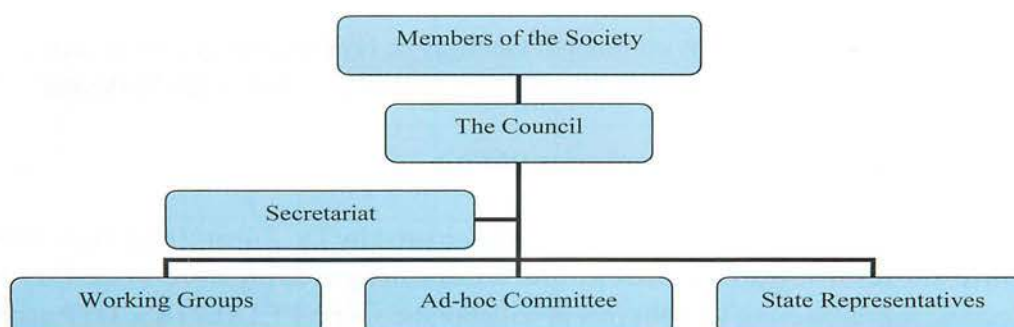 Members of the Society
The Council
Secretariat
Working Groups
Ad-hoc Committee
State Representatives